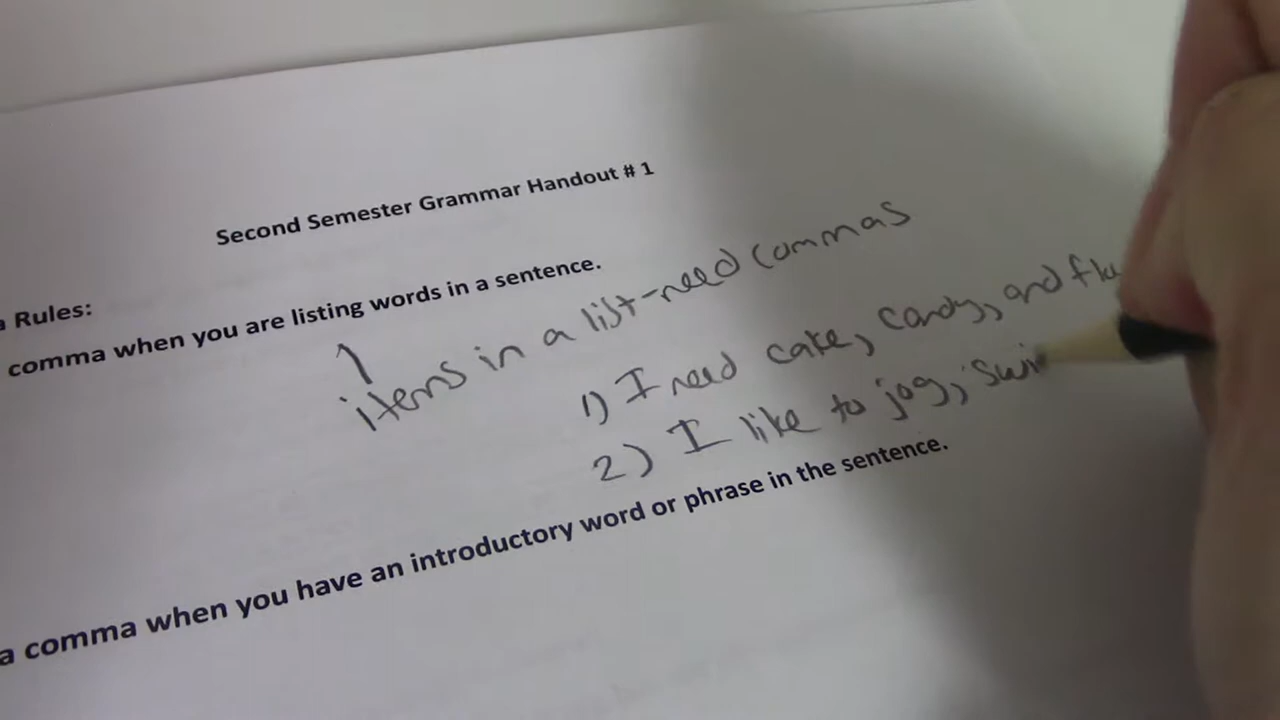 Second Semester Grammar Handout # 1
Rules:
comma when you are listing words in a sentence.
items in a list-need commas
1) I need cake, candy, and
2) I like to jog,
a comma when you have an introductory word or phrase in the sentence.